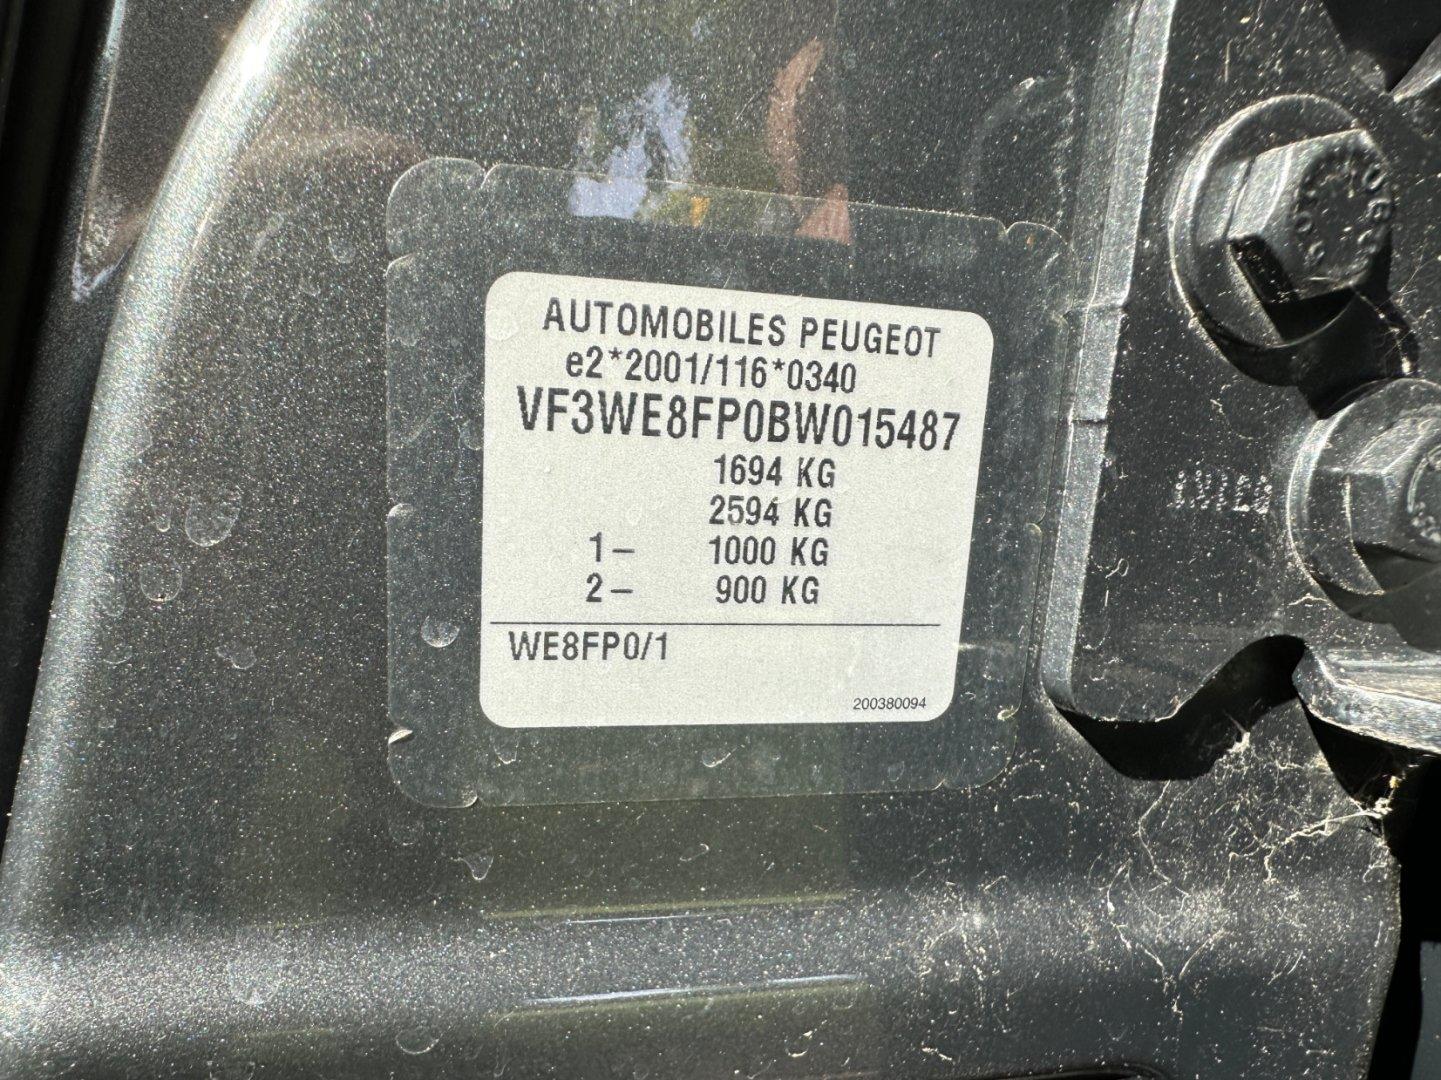 AUTOMOBILES PEUGEOT
e2*2001/116*0340
VF3WE8FP0BW015487
1694 KG
2594 KG
1- 1000 KG
2- 900 KG
WE8FP0/1
200380094